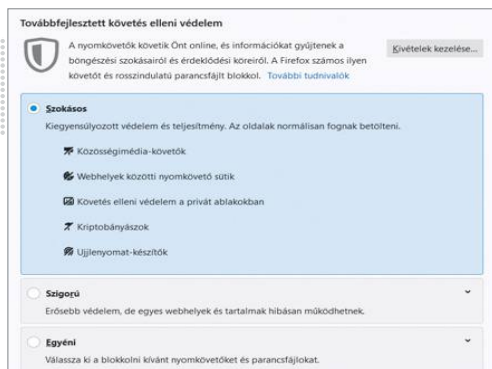 Továbbfejlesztett követés elleni védelem
A nyomkövetők követik Önt online, és információkat gyűjtenek a
böngészési szokásairól és érdeklődési köreiről. A Firefox számos ilyen
követőt és rosszindulatú parancsfájlt blokkol. További tudnivalók
Kivételek kezelése...
Szokásos
Kiegyensúlyozott védelem és teljesítmény. Az oldalak normálisan fognak betölteni.
Közösségimédia-követők
Webhelyek közötti nyomkövető sütik
Követés elleni védelem a privát ablakokban
Kriptobányászok
Ujjlenyomat-készítők
Szigorú
Erősebb védelem, de egyes webhelyek és tartalmak hibásan működhetnek.
Egyéni
Válassza ki a blokkolni kívánt nyomkövetőket és parancsfájlokat.